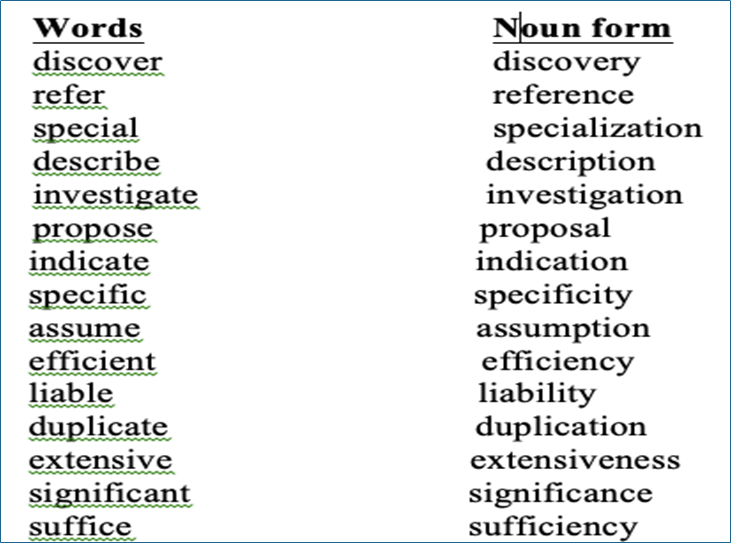 Words Noun form
discover discovery
refer reference
special specialization
describe description
investigate investigation
propose proposal
indicate indication
specific specificity
assume assumption
efficient efficiency
liable liability
duplicate duplication
extensive extensiveness
significant significance
suffice sufficiency